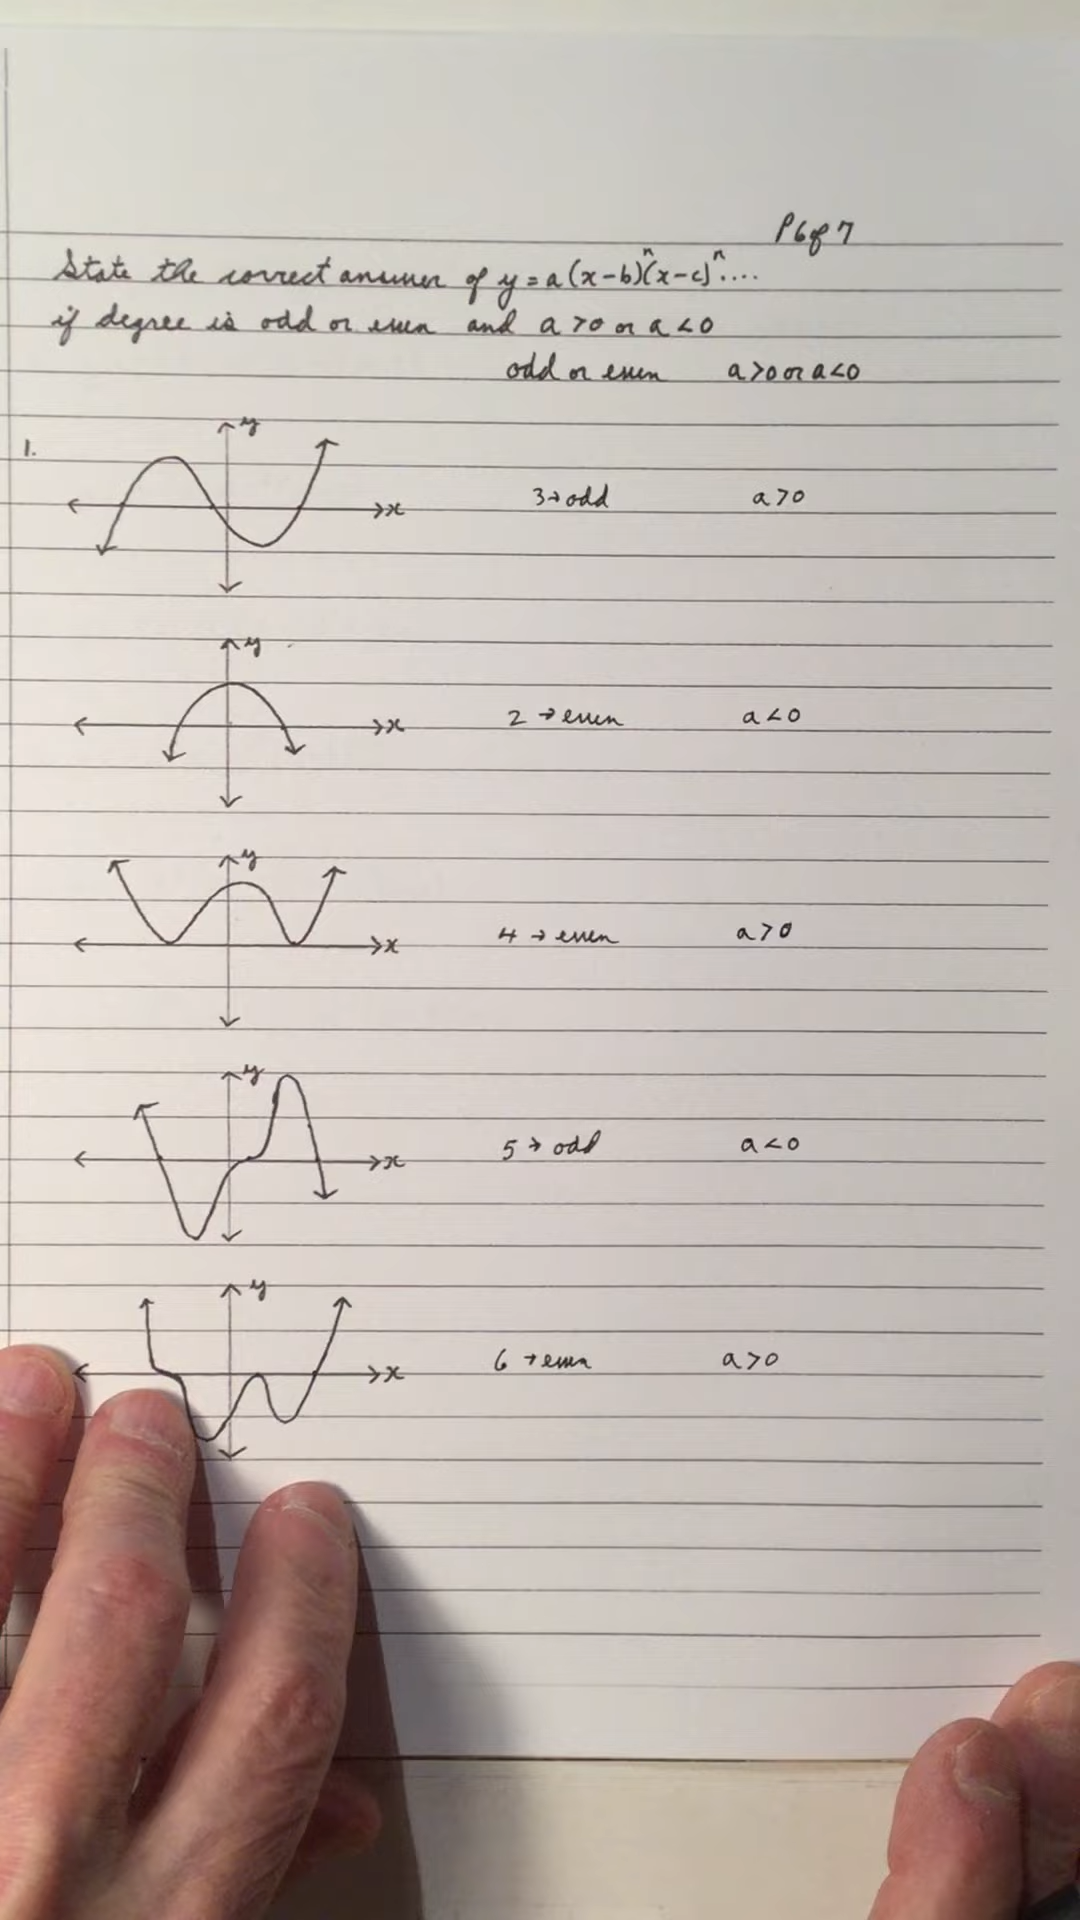 P6of 7
State the correct answer of y = a(x-b)ⁿ(x-c)ⁿ....
if degree is odd or even and a>0 or a<0
odd or even a>0 or a<0
1.
y
x
3→odd a>0
y
x
2→even a<0
y
x
4→even a>0
y
x
5→odd a<0
y
x
6→even a>0